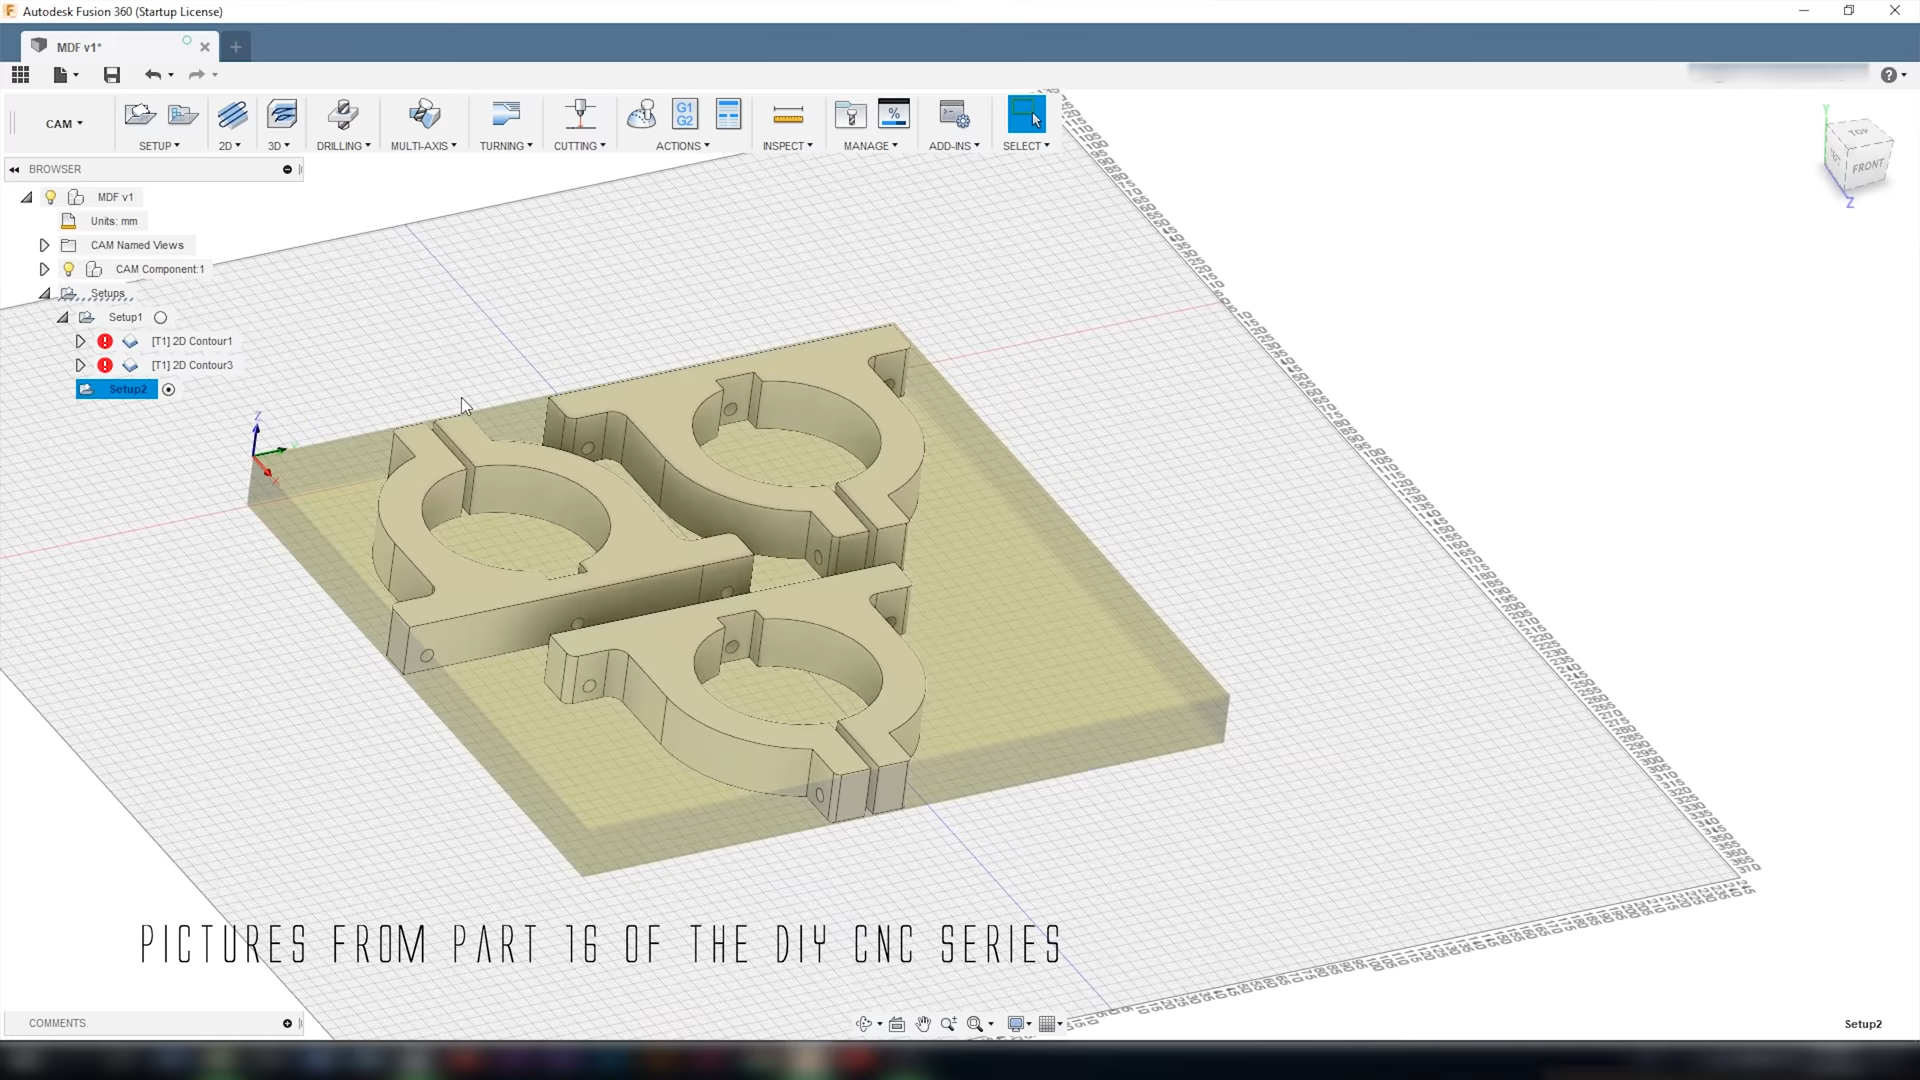 Autodesk Fusion 360 (Startup License)
MDF v1*
CAM
G1
G2
%
SETUP
2D
3D
DRILLING
MULTI-AXIS
TURNING
CUTTING
ACTIONS
INSPECT
MANAGE
ADD-INS
SELECT
TOP
FRONT
Y
Z
BROWSER
MDF v1
Units: mm
CAM Named Views
CAM Component:1
Setups
Setup1
[T1] 2D Contour1
[T1] 2D Contour3
Setup2
Z
X
PICTURES FROM PART 16 OF THE DIY CNC SERIES
COMMENTS
Setup2